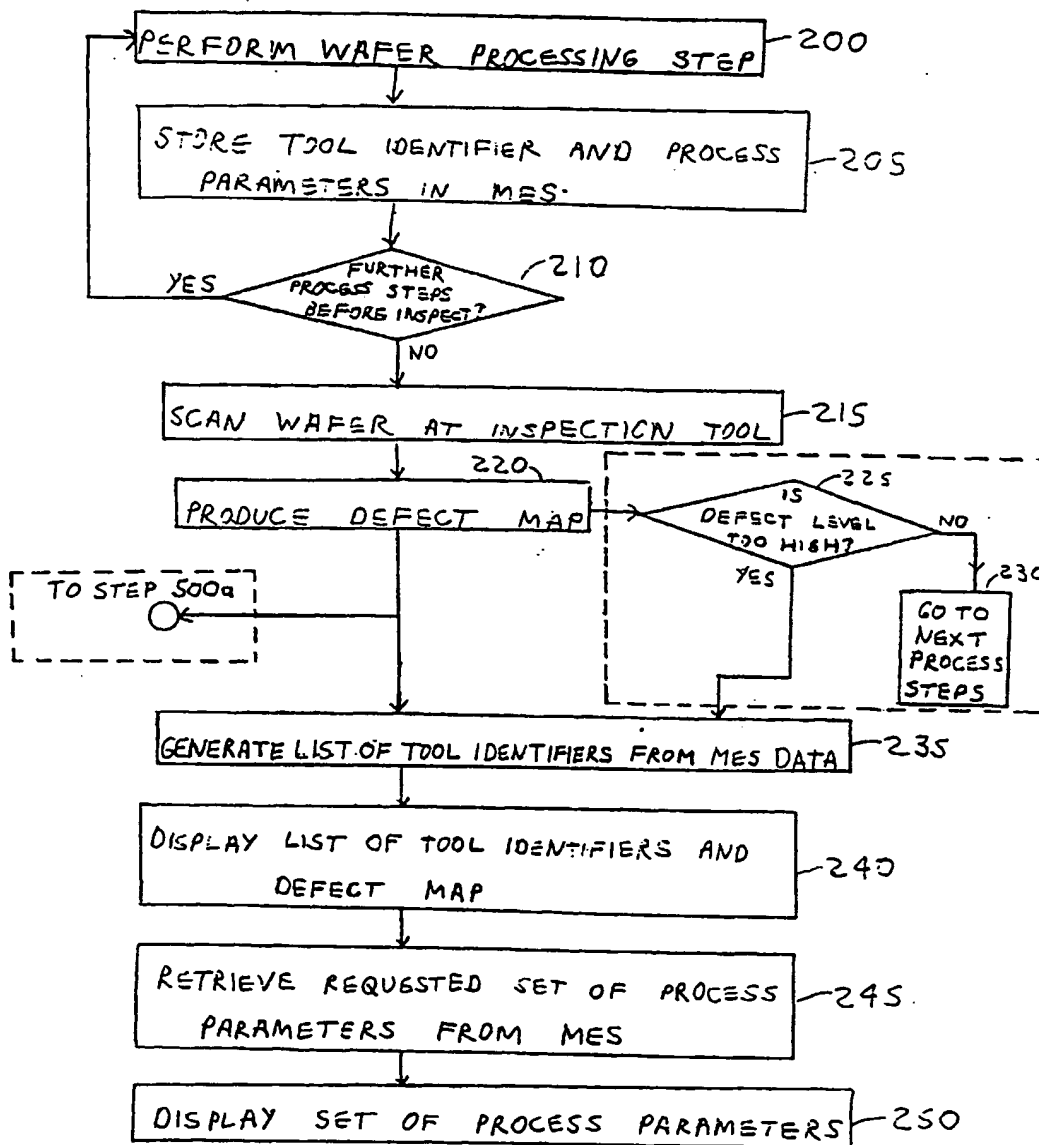 PERFORM WAFER PROCESSING STEP
200
STORE TOOL IDENTIFIER AND PROCESS
PARAMETERS IN MES.
205
FURTHER
PROCESS STEPS
BEFORE INSPECT?
210
YES
NO
SCAN WAFER AT INSPECTION TOOL
215
PRODUCE DEFECT MAP
220
IS
DEFECT LEVEL
TOO HIGH?
225
NO
YES
230
GO TO
NEXT
PROCESS
STEPS
TO STEP 500a
GENERATE LIST OF TOOL IDENTIFIERS FROM MES DATA
235
DISPLAY LIST OF TOOL IDENTIFIERS AND
DEFECT MAP
240
RETRIEVE REQUESTED SET OF PROCESS
PARAMETERS FROM MES
245
DISPLAY SET OF PROCESS PARAMETERS
250